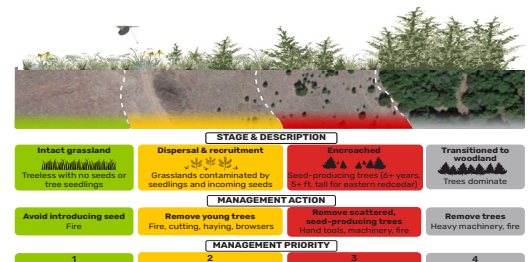 STAGE & DESCRIPTION
Intact grassland
Treeless with no seeds or
tree seedlings
Dispersal & recruitment
Grasslands contaminated by
seedlings and incoming seeds
Encroached
Seed-producing trees (6+ years,
5+ ft. tall for eastern redcedar)
Transitioned to
woodland
Trees dominate
MANAGEMENT ACTION
Avoid introducing seed
Fire
Remove young trees
Fire, cutting, haying, browsers
Remove scattered,
seed-producing trees
Hand tools, machinery, fire
Remove trees
Heavy machinery, fire
MANAGEMENT PRIORITY
1
2
3
4